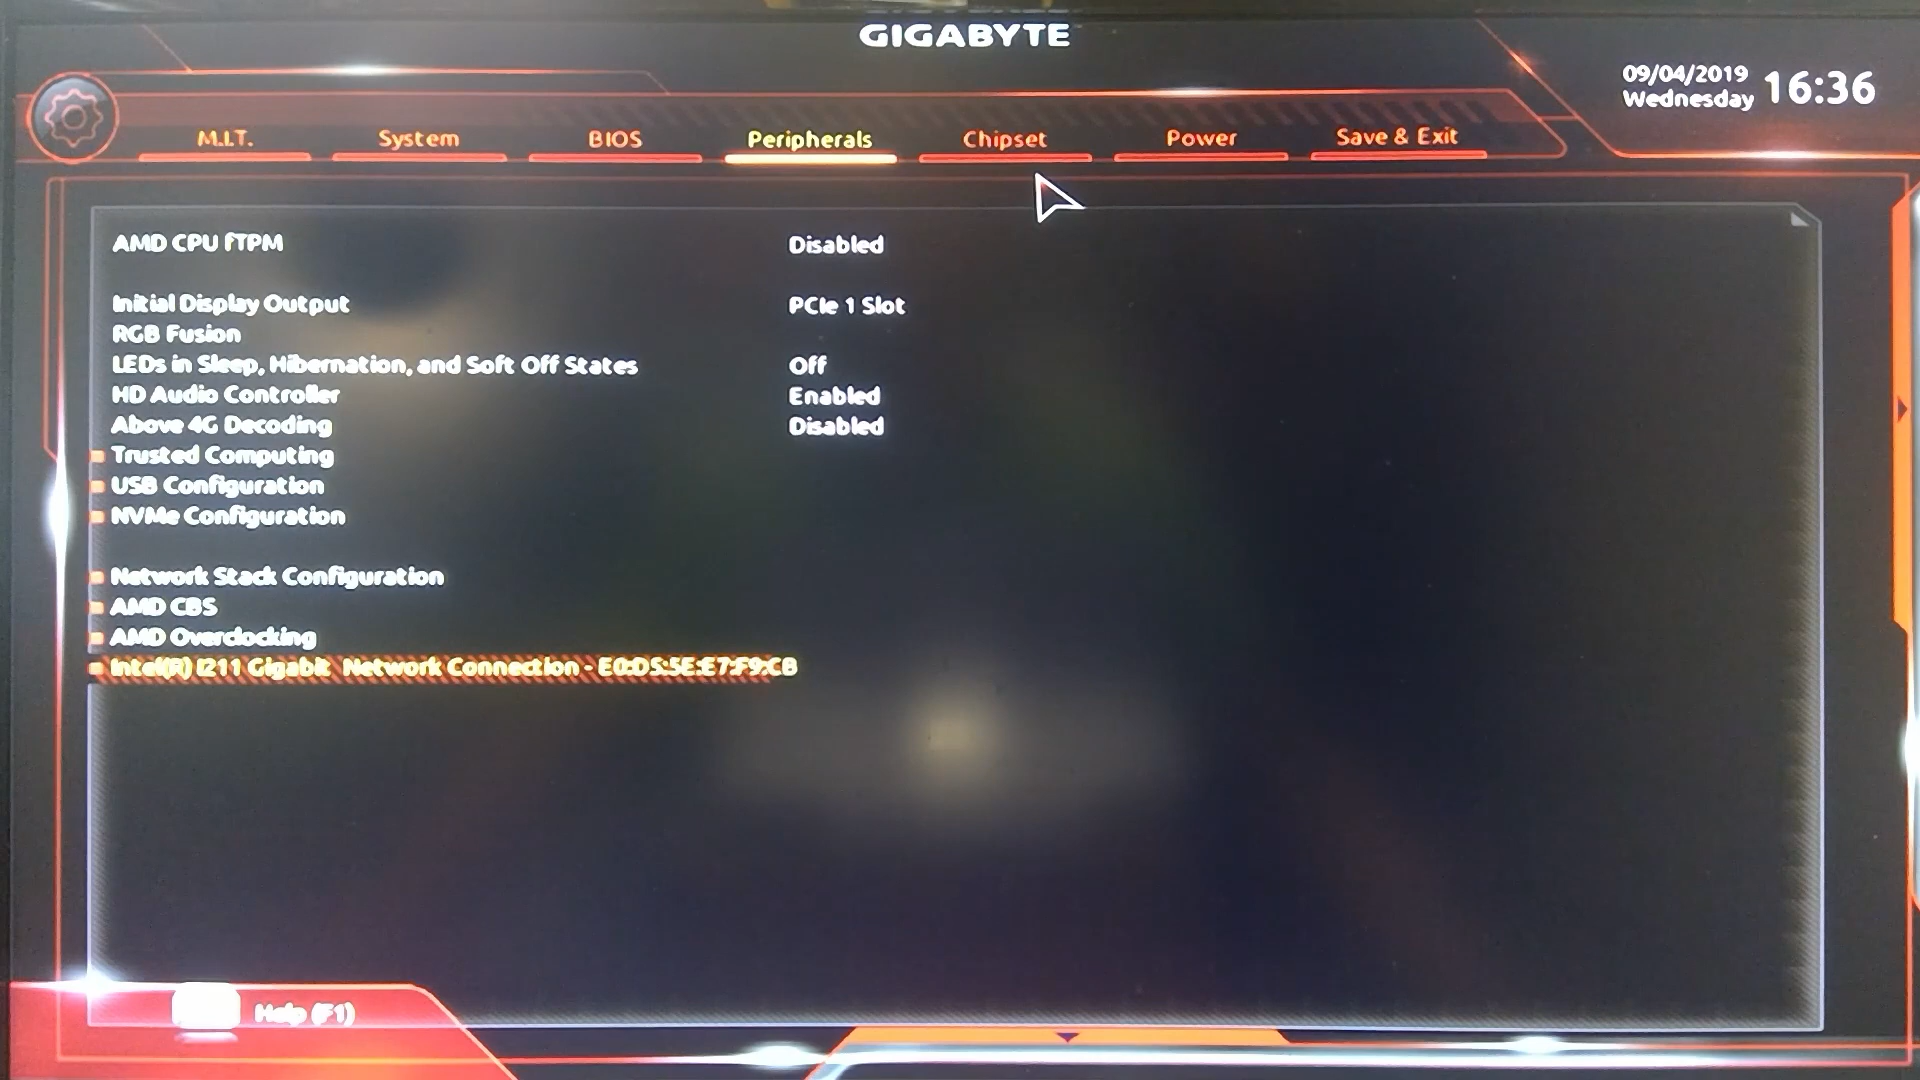 GIGABYTE
09/04/2019
Wednesday
16:36
M.I.T.
System
BIOS
Peripherals
Chipset
Power
Save & Exit
AMD CPU fTPM Disabled
Initial Display Output PCIe 1 Slot
RGB Fusion
LEDs in Sleep, Hibernation, and Soft Off States Off
HD Audio Controller Enabled
Above 4G Decoding Disabled
Trusted Computing
USB Configuration
NVMe Configuration
Network Stack Configuration
AMD CBS
AMD Overclocking
Intel(R) I211 Gigabit Network Connection - E0:D5:5E:E7:F9:CB
Help (F1)